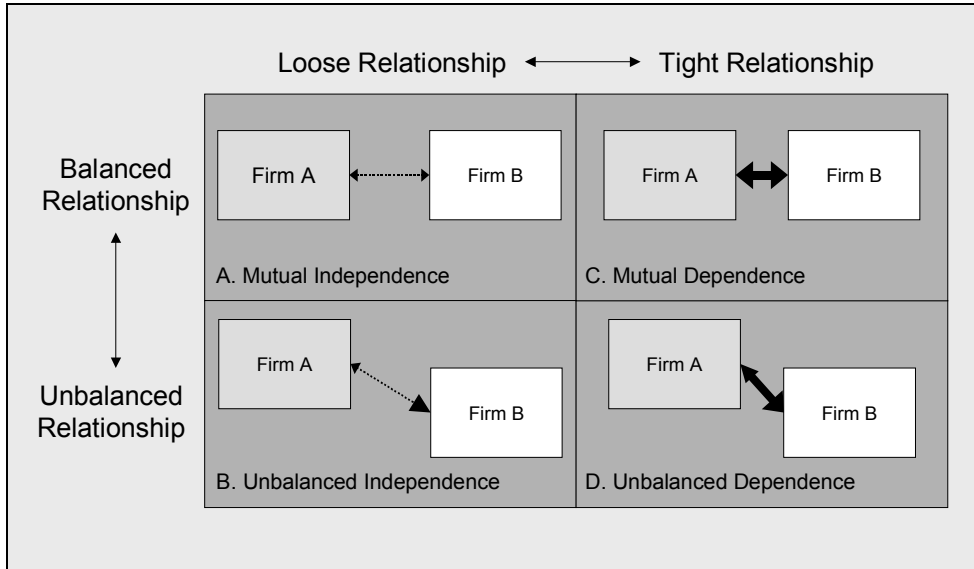 Loose Relationship
Tight Relationship
Balanced
Relationship
Firm A
Firm B
Firm A
Firm B
A. Mutual Independence
C. Mutual Dependence
Unbalanced
Relationship
Firm A
Firm B
Firm A
Firm B
B. Unbalanced Independence
D. Unbalanced Dependence